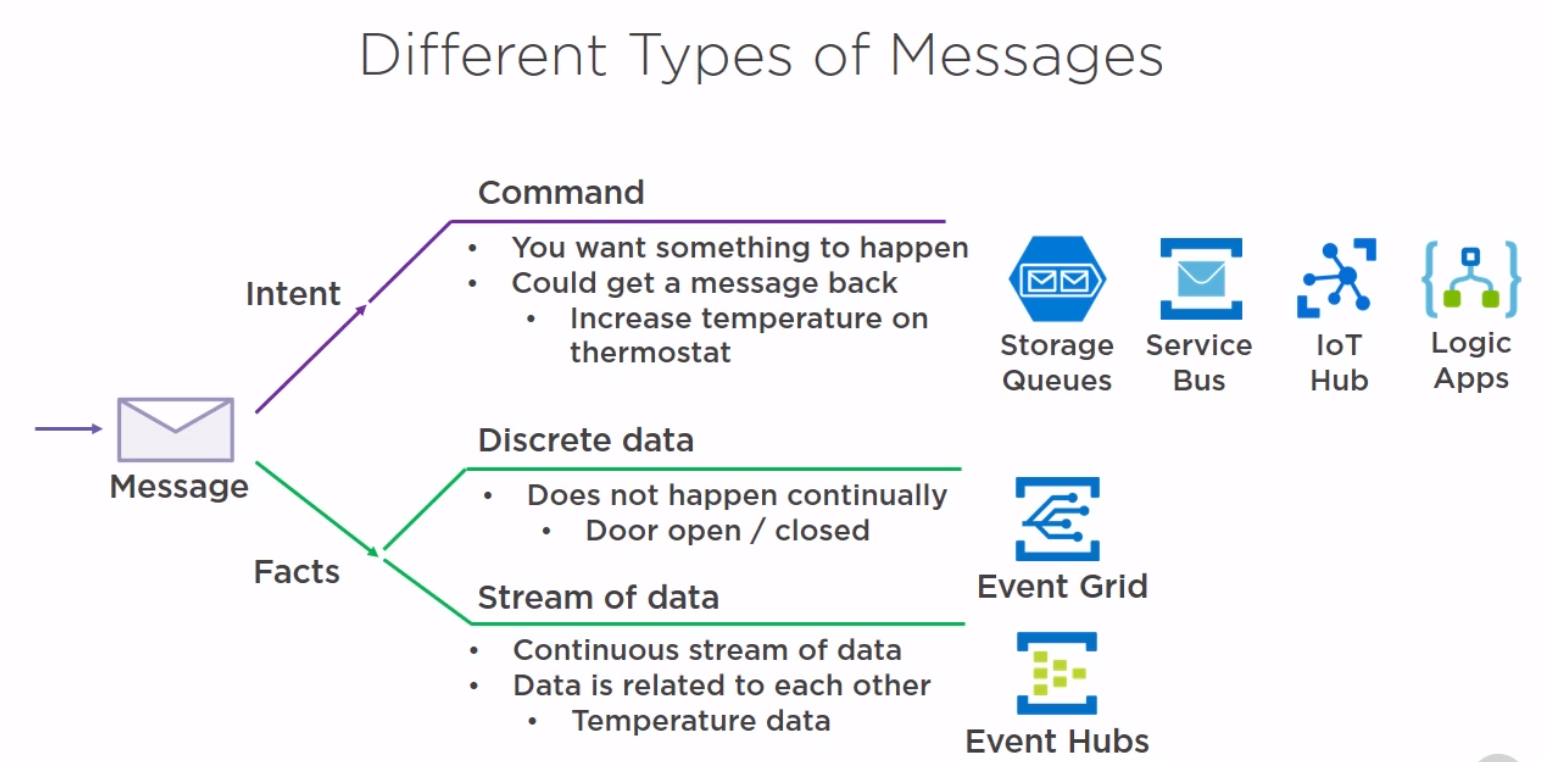 Different Types of Messages
Command
• You want something to happen
• Could get a message back
• Increase temperature on
thermostat
Intent
Storage
Queues
Service
Bus
IoT
Hub
Logic
Apps
Message
Discrete data
• Does not happen continually
• Door open / closed
Event Grid
Facts
Stream of data
• Continuous stream of data
• Data is related to each other
• Temperature data
Event Hubs